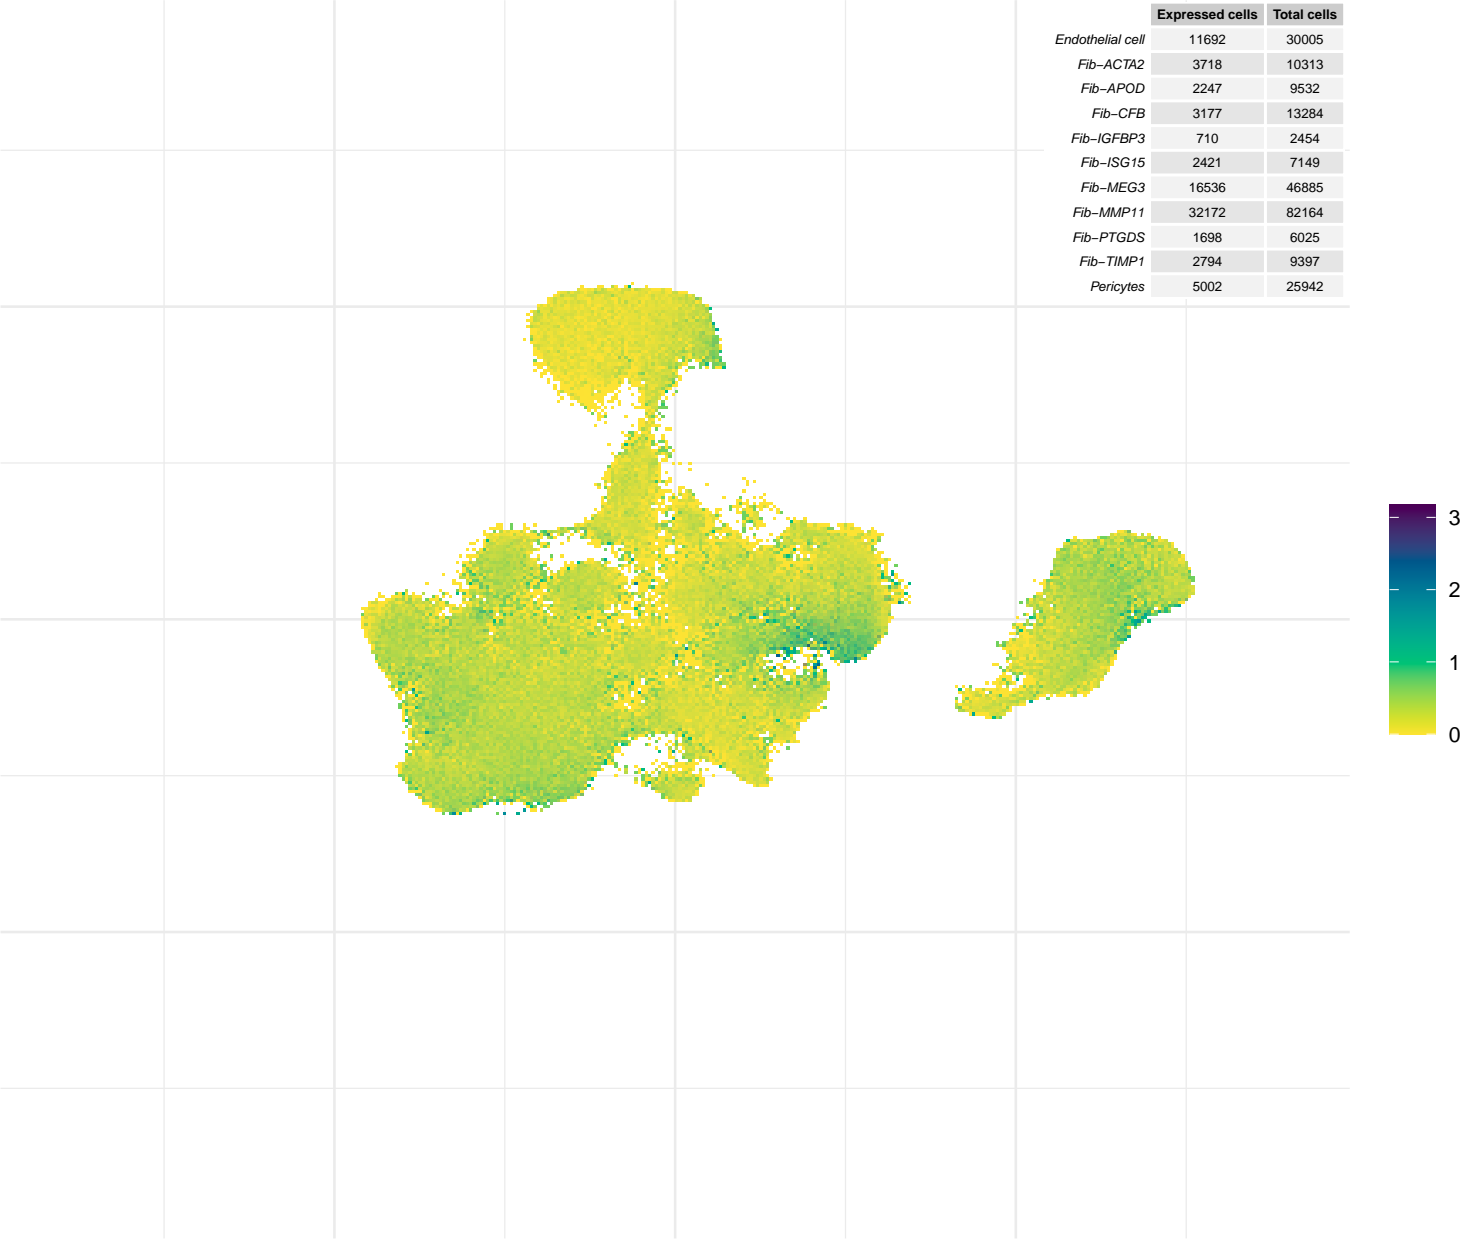 Expressed cells Total cells
Endothelial cell 11692 30005
Fib−ACTA2 3718 10313
Fib−APOD 2247 9532
Fib−CFB 3177 13284
Fib−IGFBP3 710 2454
Fib−ISG15 2421 7149
Fib−MEG3 16536 46885
Fib−MMP11 32172 82164
Fib−PTGDS 1698 6025
Fib−TIMP1 2794 9397
Pericytes 5002 25942
3
2
1
0